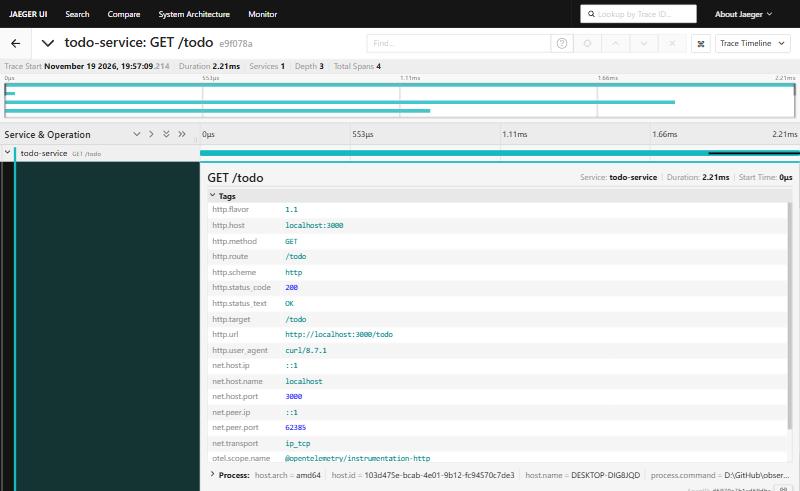 JAEGER UI Search Compare System Architecture Monitor Lookup by Trace ID... About Jaeger
todo-service: GET /todo e9f078a Find... Trace Timeline
Trace Start November 19 2026, 19:57:09.214 Duration 2.21ms Services 1 Depth 3 Total Spans 4
0μs 553μs 1.11ms 1.66ms 2.21ms
Service & Operation 0μs 553μs 1.11ms 1.66ms 2.21ms
todo-service GET /todo
GET /todo Service: todo-service Duration: 2.21ms Start Time: 0μs
Tags
http.flavor 1.1
http.host localhost:3000
http.method GET
http.route /todo
http.scheme http
http.status_code 200
http.status_text OK
http.target /todo
http.url http://localhost:3000/todo
http.user_agent curl/8.7.1
net.host.ip ::1
net.host.name localhost
net.host.port 3000
net.peer.ip ::1
net.peer.port 62385
net.transport ip_tcp
otel.scope.name @opentelemetry/instrumentation-http
Process: host.arch = amd64 host.id = 103d475e-bcab-4e01-9b12-fc94570c7de3 host.name = DESKTOP-DIG8JQD process.command = D:\GitHub\obser...